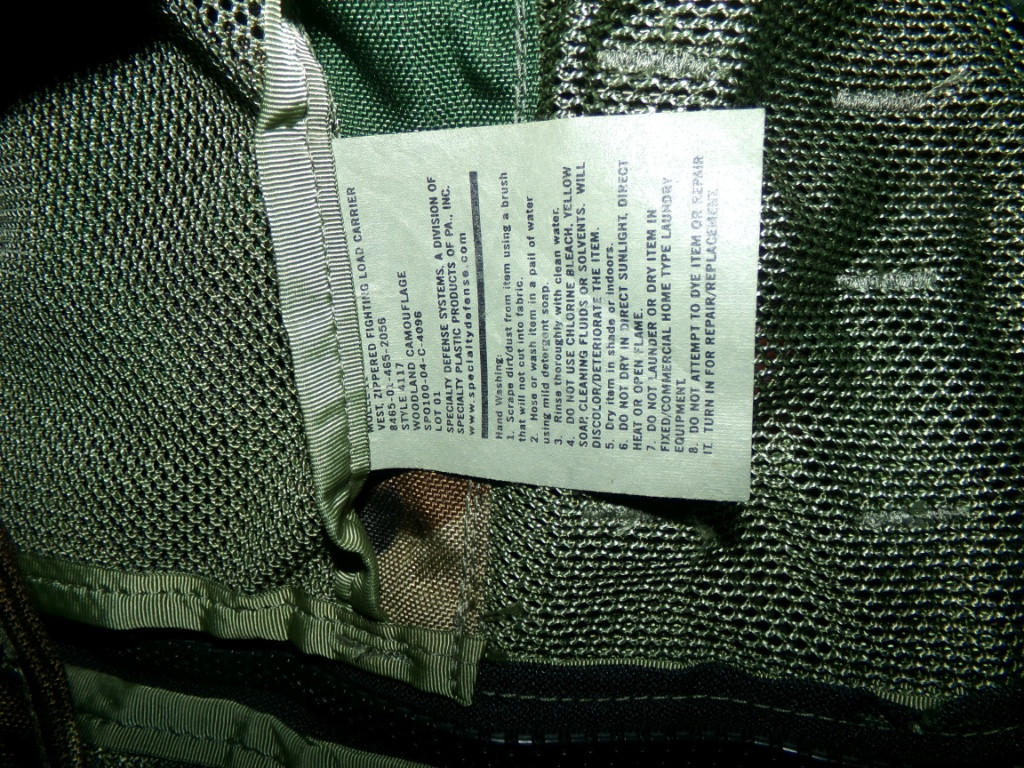 VEST, ZIPPERED FIGHTING LOAD CARRIER
8465-01-465-2056
STYLE 4117
WOODLAND CAMOUFLAGE
SPO100-04-C-4096
LOT 01
SPECIALTY DEFENSE SYSTEMS, A DIVISION OF
SPECIALTY PLASTIC PRODUCTS OF PA., INC.
www.specialtydefense.com
Hand Washing:
1. Scrape dirt/dust from item using a brush
that will not cut into fabric.
2. Hose or wash item in a pail of water
using mild detergent soap.
3. Rinse thoroughly with clean water.
4. DO NOT USE CHLORINE BLEACH, YELLOW
SOAP, CLEANING FLUIDS OR SOLVENTS. WILL
DISCOLOR/DETERIORATE THE ITEM.
5. Dry item in shade or indoors.
6. DO NOT DRY IN DIRECT SUNLIGHT, DIRECT
HEAT OR OPEN FLAME.
7. DO NOT LAUNDER OR DRY ITEM IN
FIXED/COMMERCIAL HOME TYPE LAUNDRY
EQUIPMENT.
8. DO NOT ATTEMPT TO DYE ITEM OR REPAIR
IT. TURN IN FOR REPAIR/REPLACEMENT.